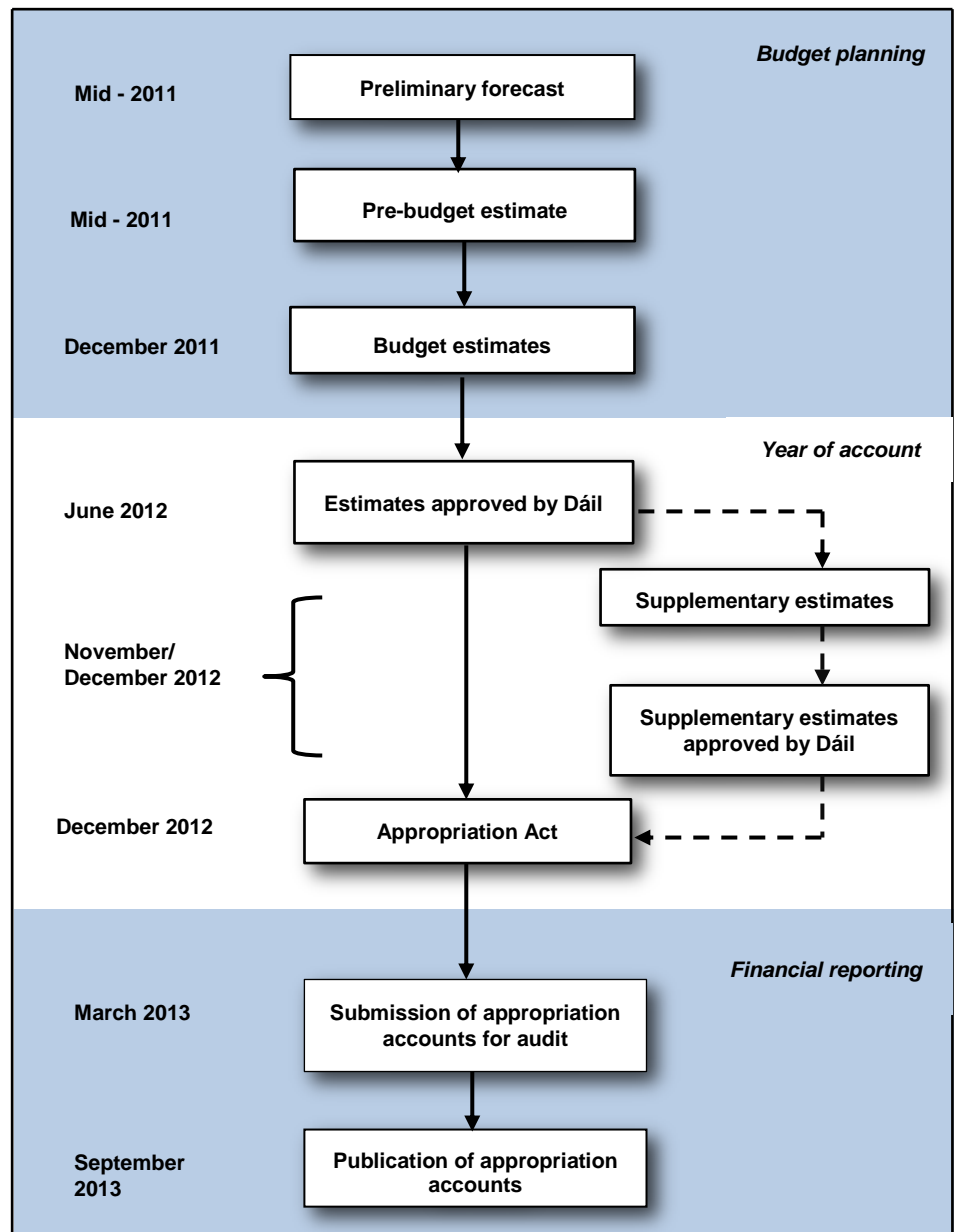 Budget planning
Mid - 2011
Preliminary forecast
Mid - 2011
Pre-budget estimate
December 2011
Budget estimates
Year of account
June 2012
Estimates approved by Dáil
Supplementary estimates
November/
December 2012
Supplementary estimates
approved by Dáil
December 2012
Appropriation Act
Financial reporting
March 2013
Submission of appropriation
accounts for audit
September
2013
Publication of appropriation
accounts